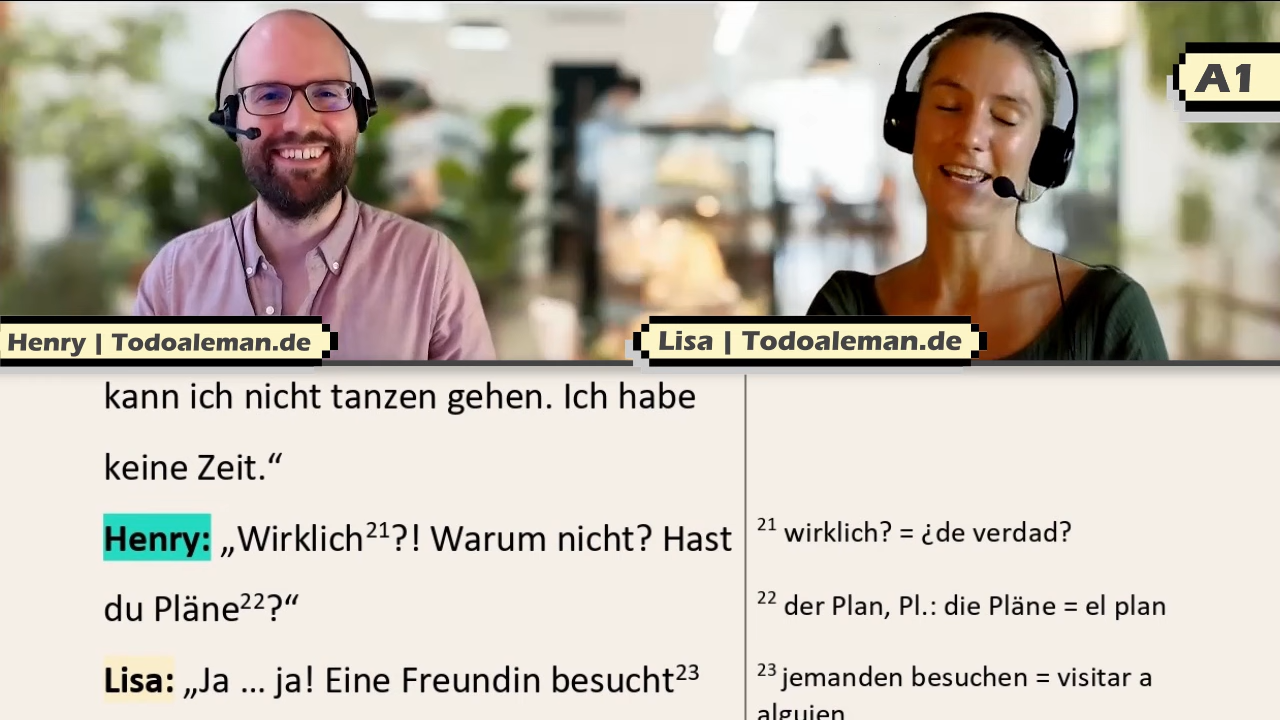 A1
Henry | Todoaleman.de
Lisa | Todoaleman.de
kann ich nicht tanzen gehen. Ich habe
keine Zeit.“
Henry: „Wirklich²¹?! Warum nicht? Hast
du Pläne²²?“
Lisa: „Ja ... ja! Eine Freundin besucht²³
²¹ wirklich? = ¿de verdad?
²² der Plan, Pl.: die Pläne = el plan
²³ jemanden besuchen = visitar a
alguien